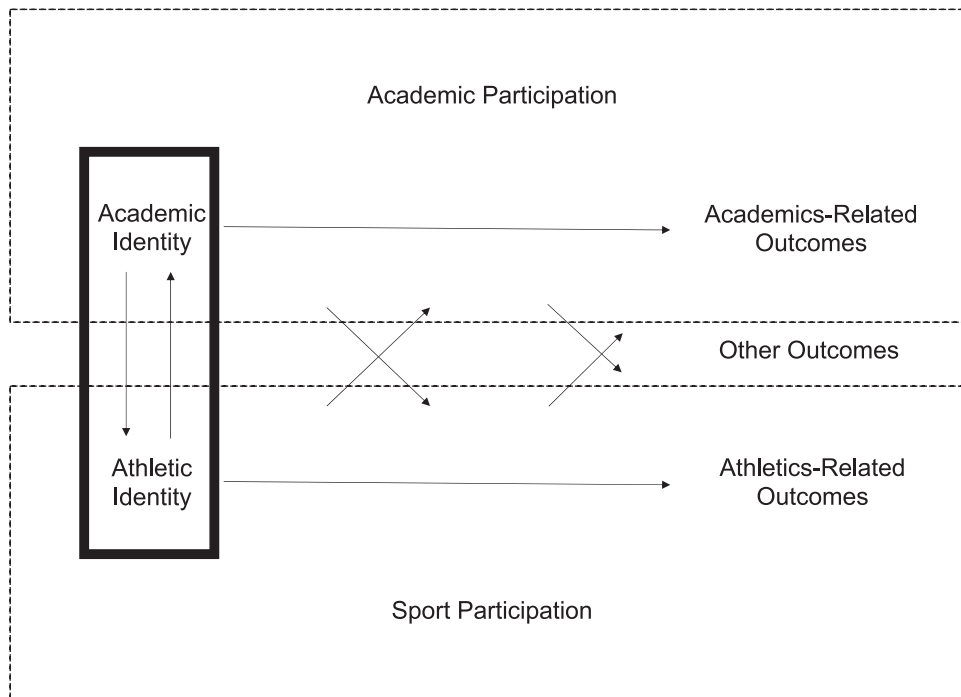 Academic Participation
Academic
Identity
Academics-Related
Outcomes
Other Outcomes
Athletic
Identity
Athletics-Related
Outcomes
Sport Participation